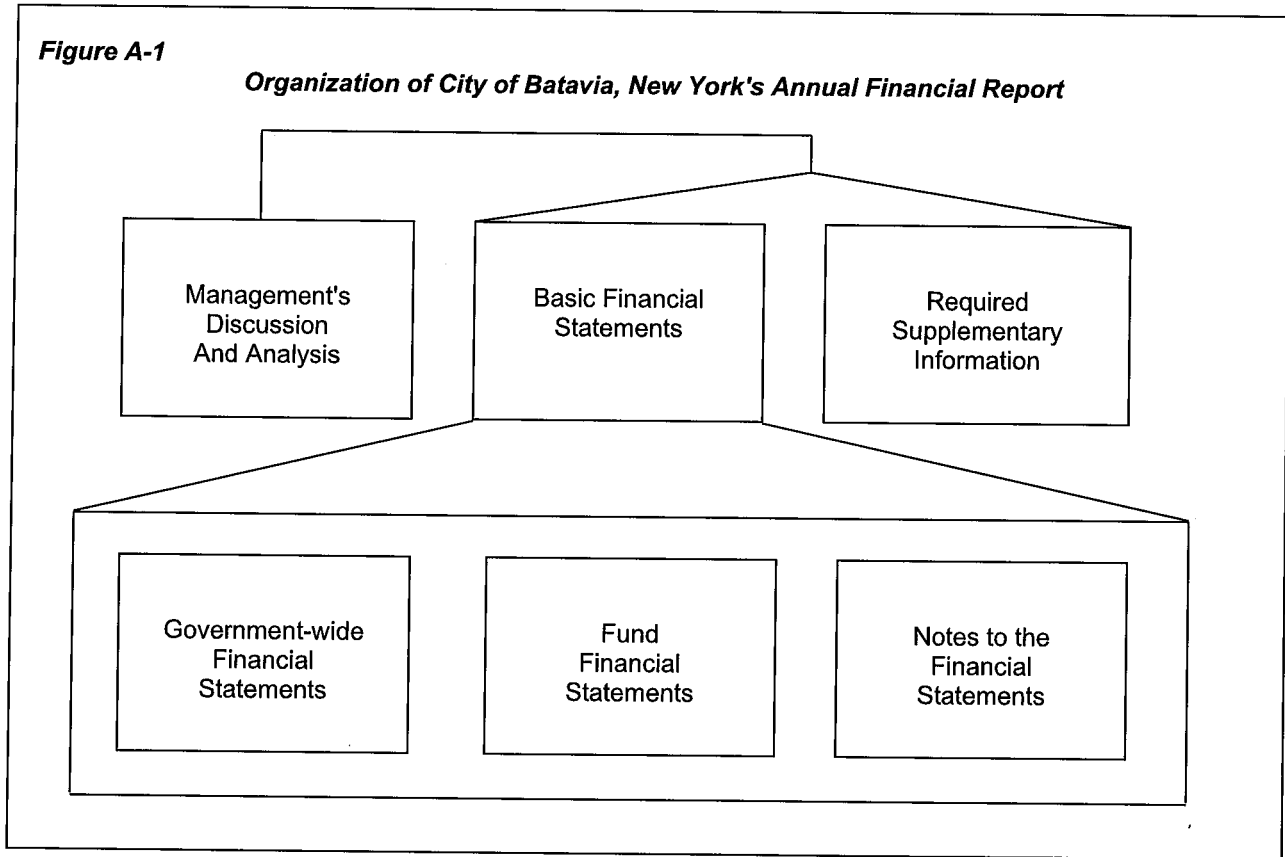 Figure A-1
Organization of City of Batavia, New York's Annual Financial Report
Management's
Discussion
And Analysis
Basic Financial
Statements
Required
Supplementary
Information
Government-wide
Financial
Statements
Fund
Financial
Statements
Notes to the
Financial
Statements